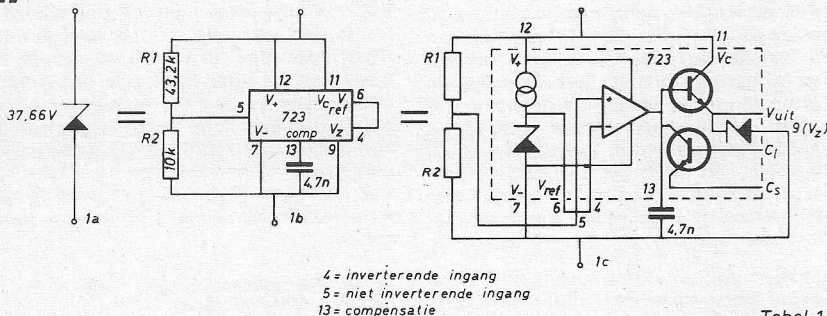 37,66V
1a
R1
43,2k
R2
10k
12
11
V+
Vc
V
ref
6
5
723
V-
comp
Vz
4
7
13
9
4,7n
1b
12
11
R1
V+
723
Vc
Vuit
9(Vz)
R2
Cl
V-
Vref
13
Cs
7
6
4
5
4,7n
1c
4 = inverterende ingang
5 = niet inverterende ingang
13 = compensatie
Tabel 1